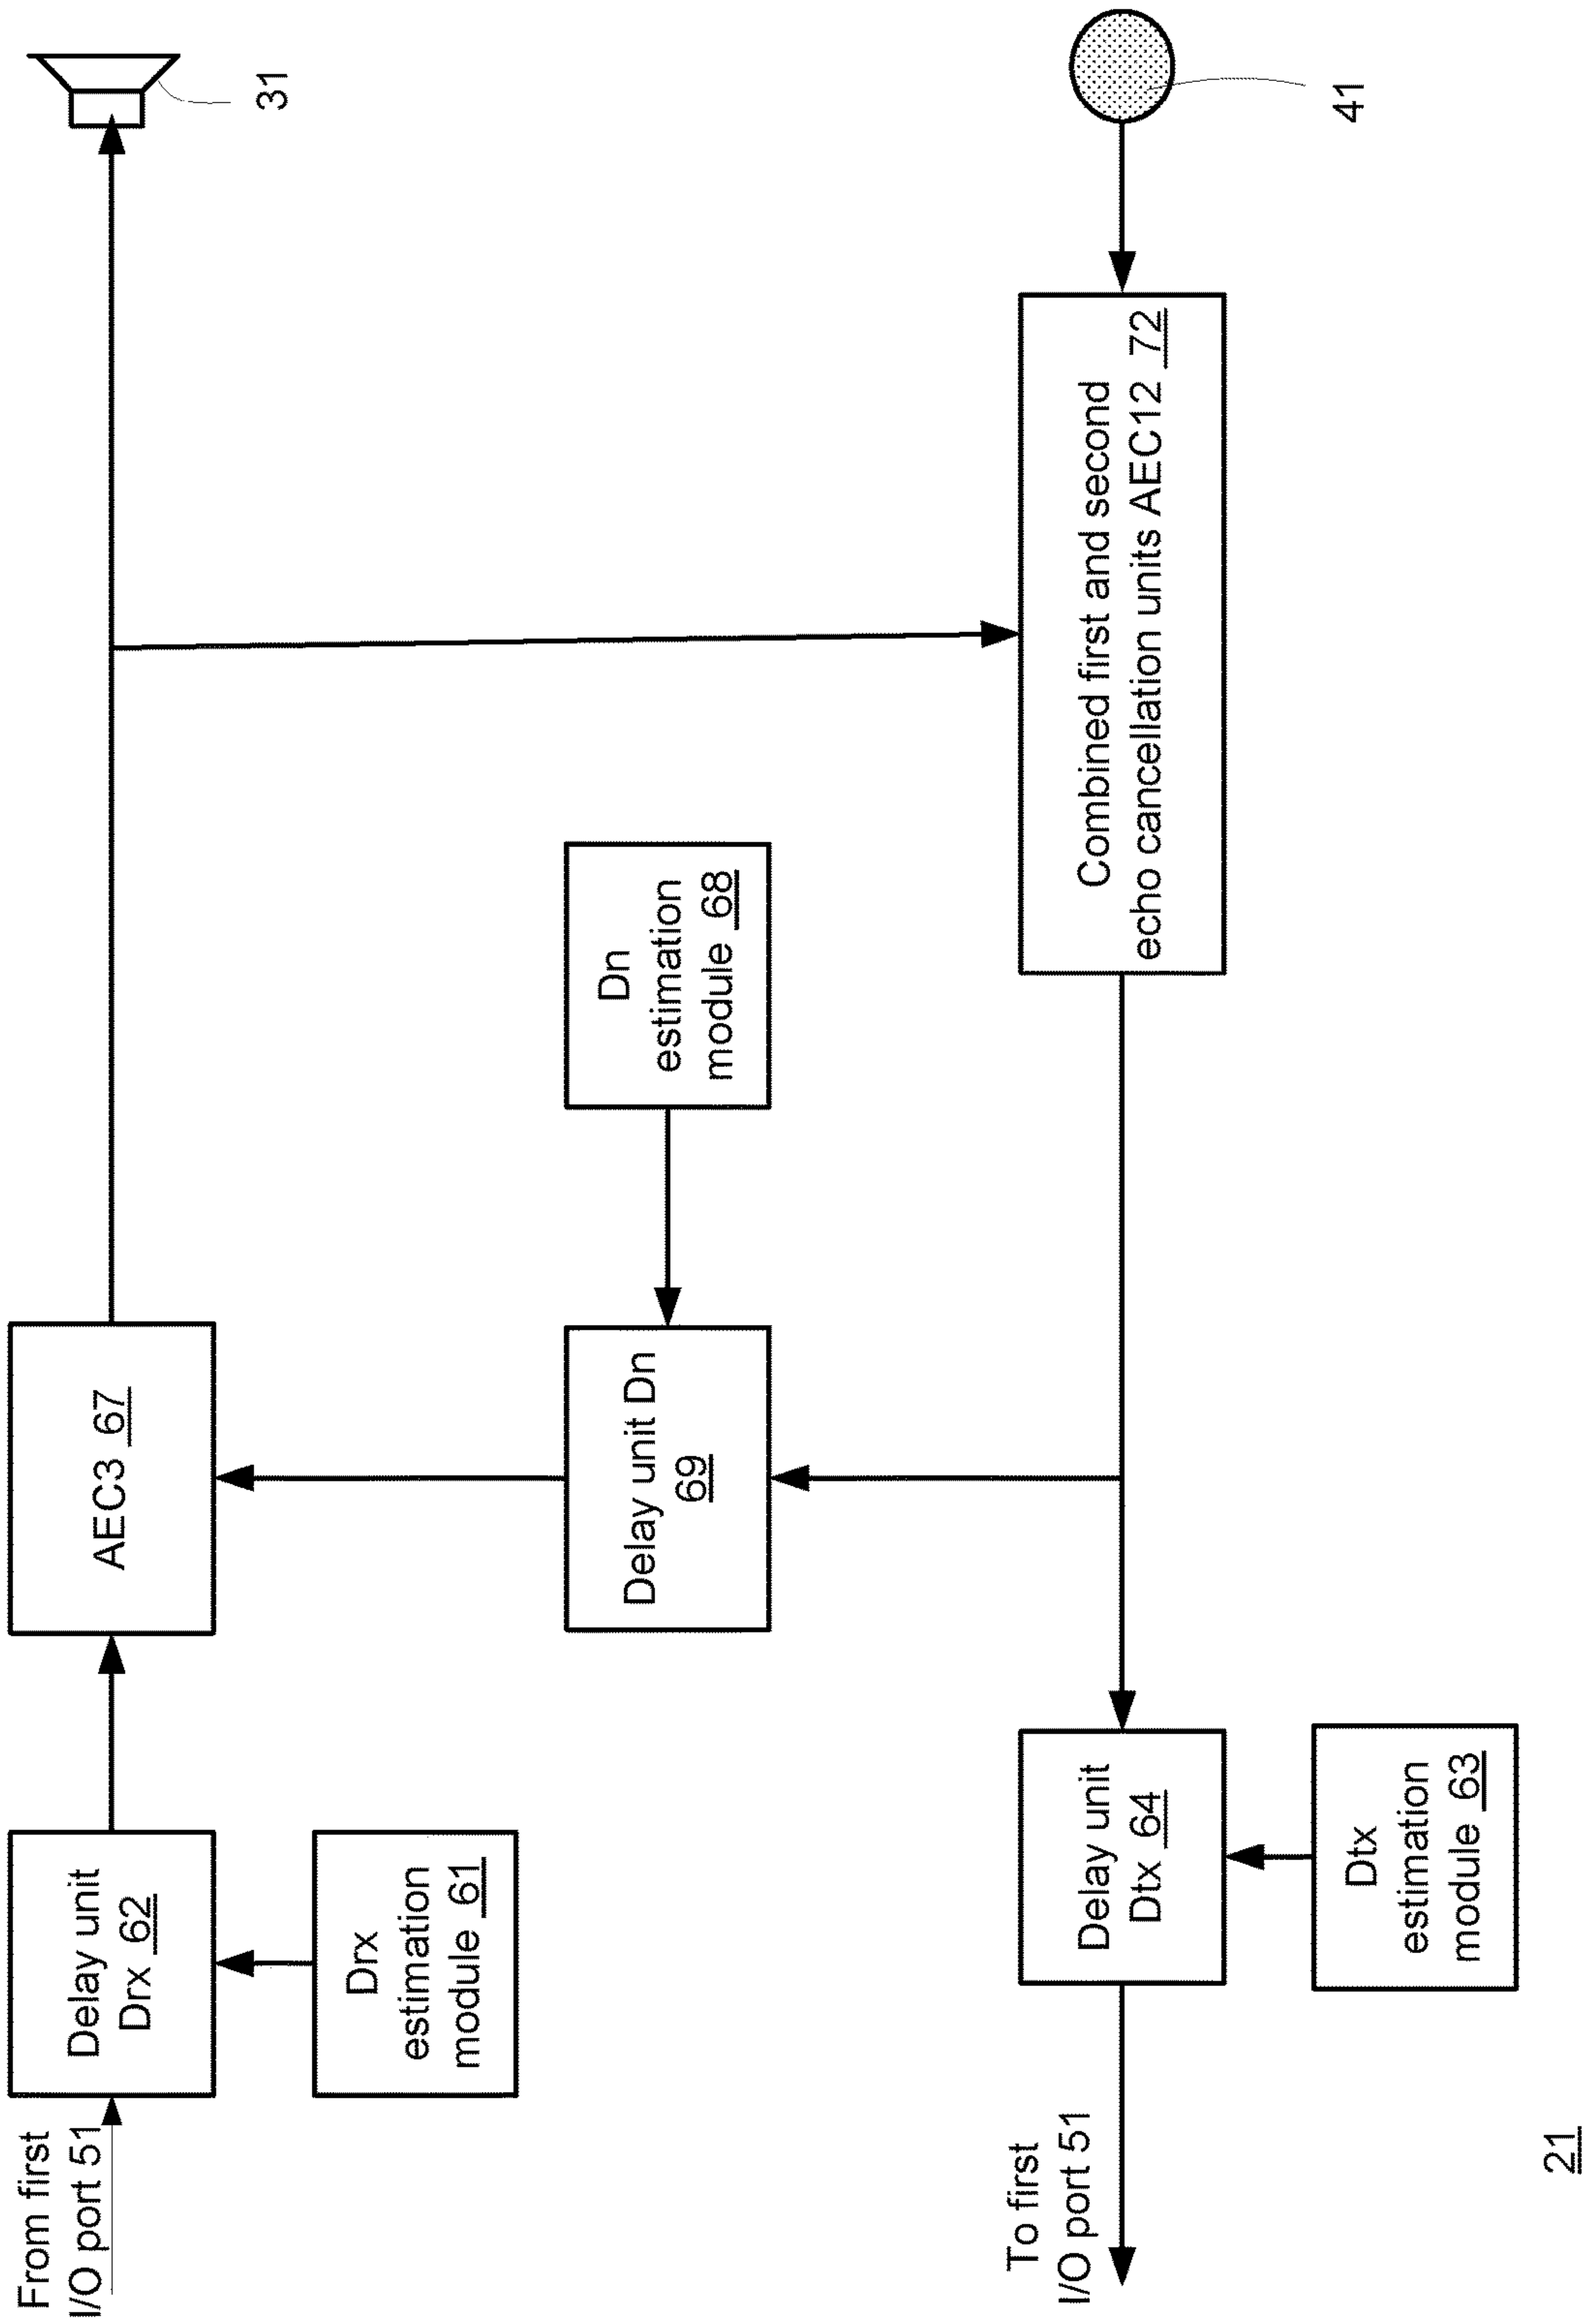 From first
I/O port 51
Delay unit
Drx 62
Drx
estimation
module 61
AEC3 67
31
Delay unit Dn
69
Dn
estimation
module 68
To first
I/O port 51
Delay unit
Dtx 64
Dtx
estimation
module 63
Combined first and second
echo cancellation units AEC12 72
41
21